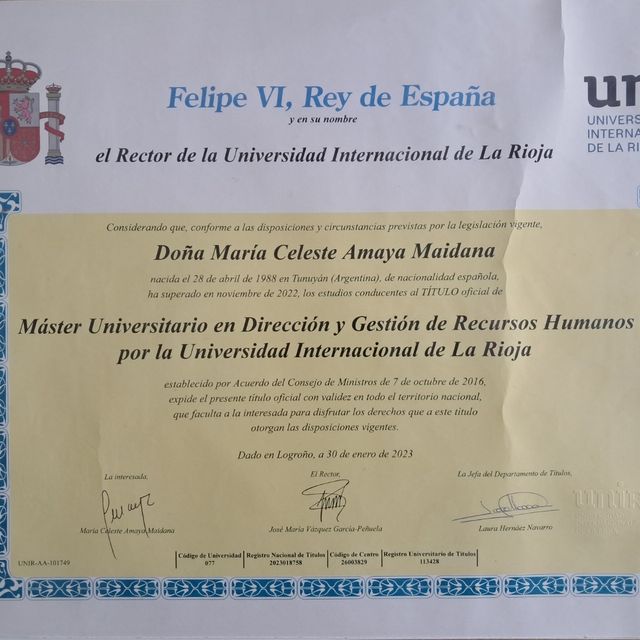 Felipe VI, Rey de España
y en su nombre
el Rector de la Universidad Internacional de La Rioja
un
UNIVERS
INTERNA
DE LA RI
Considerando que, conforme a las disposiciones y circunstancias previstas por la legislación vigente,
Doña María Celeste Amaya Maidana
nacida el 28 de abril de 1988 en Tunuyán (Argentina), de nacionalidad española,
ha superado en noviembre de 2022, los estudios conducentes al TÍTULO oficial de
Máster Universitario en Dirección y Gestión de Recursos Humanos
por la Universidad Internacional de La Rioja
establecido por Acuerdo del Consejo de Ministros de 7 de octubre de 2016,
expide el presente título oficial con validez en todo el territorio nacional,
que faculta a la interesada para disfrutar los derechos que a este título
otorgan las disposiciones vigentes.
Dado en Logroño, a 30 de enero de 2023
La interesada, El Rector, La Jefa del Departamento de Títulos,
María Celeste Amaya Maidana José María Vázquez García-Peñuela Laura Hernáez Navarro
unir
UNIR-AA-101749
Código de Universidad Registro Nacional de Títulos Código de Centro Registro Universitario de Títulos
077 2023018758 26003829 113428